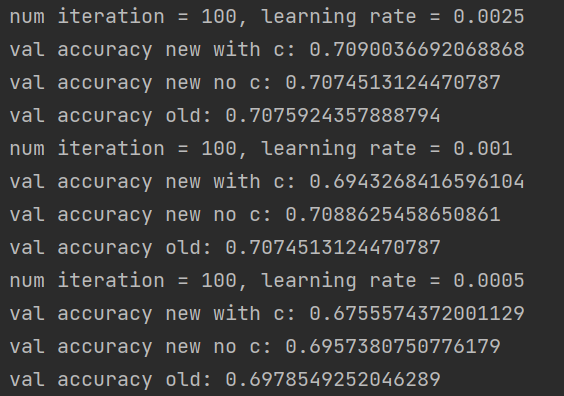 num iteration = 100, learning rate = 0.0025
val accuracy new with c: 0.7090036692068868
val accuracy new no c: 0.7074513124470787
val accuracy old: 0.7075924357888794
num iteration = 100, learning rate = 0.001
val accuracy new with c: 0.6943268416596104
val accuracy new no c: 0.7088625458650861
val accuracy old: 0.7074513124470787
num iteration = 100, learning rate = 0.0005
val accuracy new with c: 0.6755574372001129
val accuracy new no c: 0.6957380750776179
val accuracy old: 0.6978549252046289